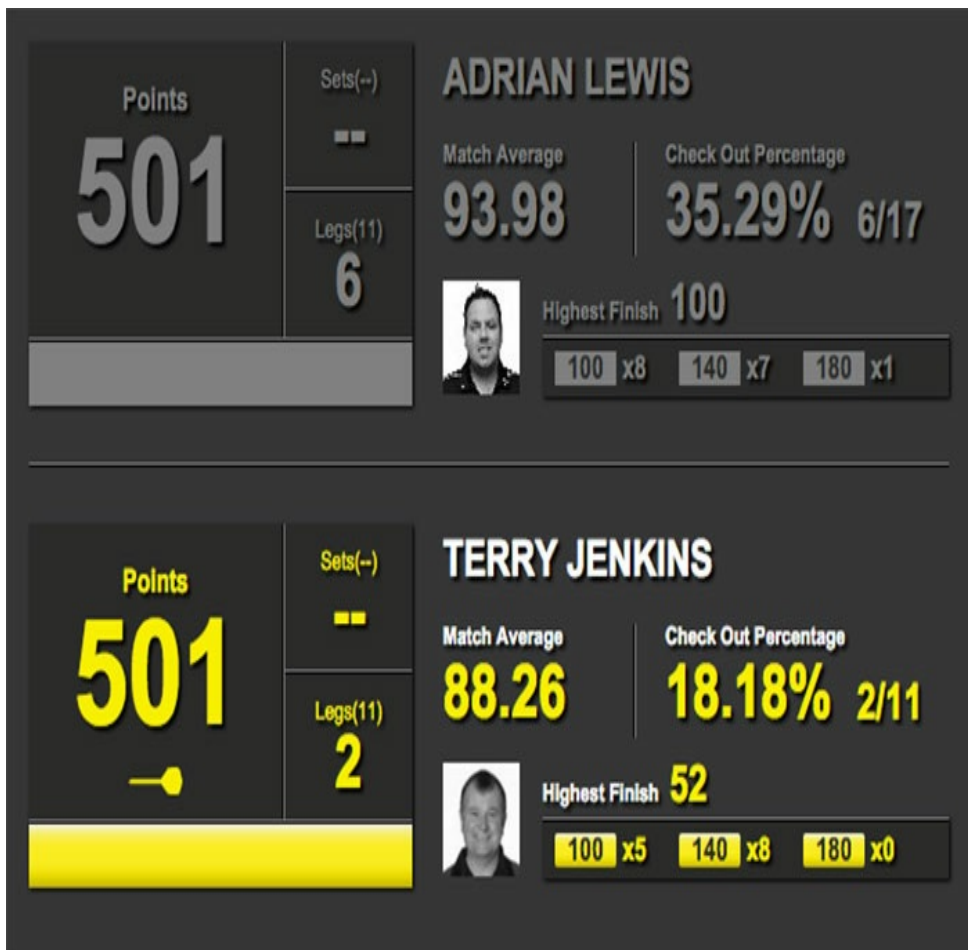 ADRIAN LEWIS
Points
501
Sets(--)
--
Legs(11)
6
Match Average
93.98
Check Out Percentage
35.29% 6/17
Highest Finish 100
100 x8 140 x7 180 x1
TERRY JENKINS
Points
501
Sets(--)
--
Legs(11)
2
Match Average
88.26
Check Out Percentage
18.18% 2/11
Highest Finish 52
100 x5 140 x8 180 x0